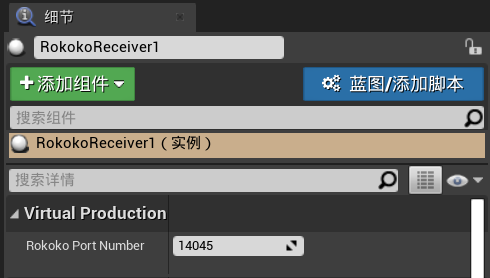 细节
RokokoReceiver1
添加组件
蓝图/添加脚本
搜索组件
RokokoReceiver1（实例）
搜索详情
Virtual Production
Rokoko Port Number 14045